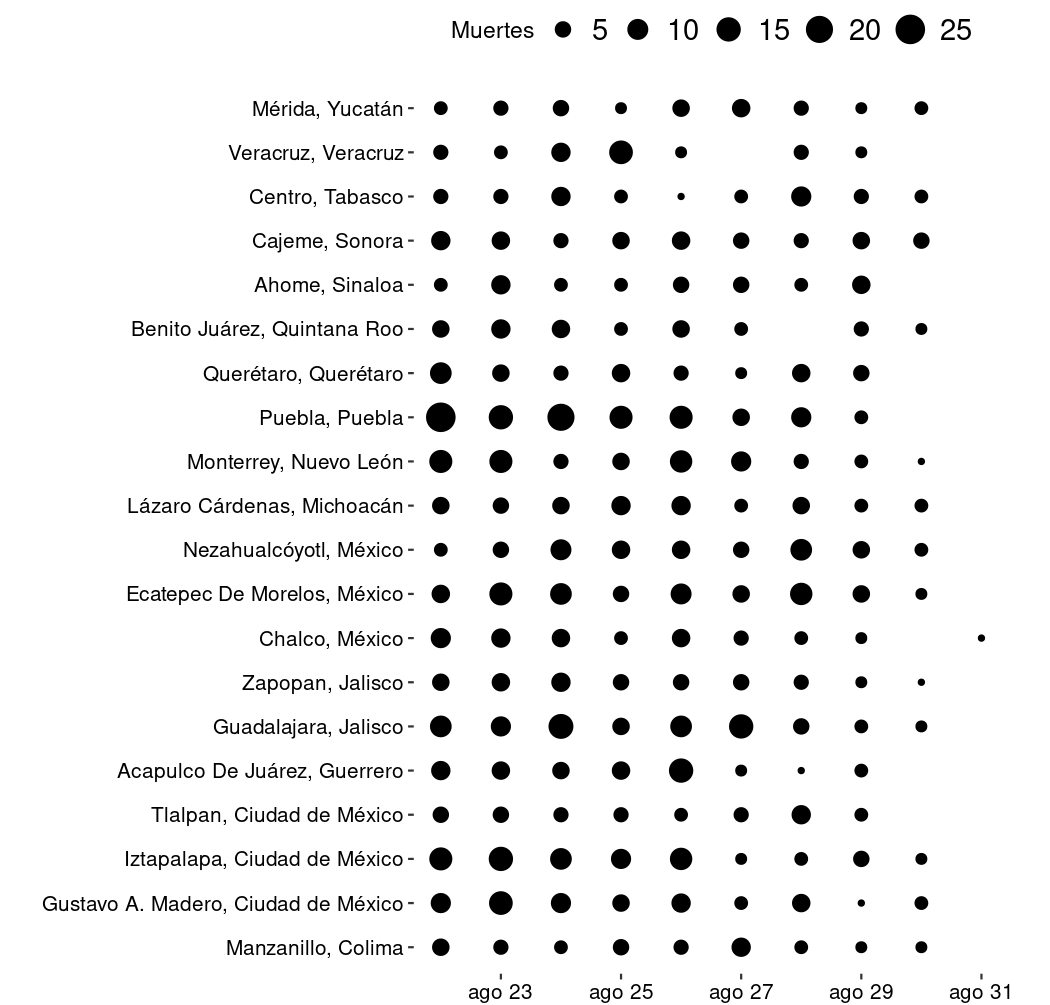 Muertes 5 10 15 20 25
Mérida, Yucatán
Veracruz, Veracruz
Centro, Tabasco
Cajeme, Sonora
Ahome, Sinaloa
Benito Juárez, Quintana Roo
Querétaro, Querétaro
Puebla, Puebla
Monterrey, Nuevo León
Lázaro Cárdenas, Michoacán
Nezahualcóyotl, México
Ecatepec De Morelos, México
Chalco, México
Zapopan, Jalisco
Guadalajara, Jalisco
Acapulco De Juárez, Guerrero
Tlalpan, Ciudad de México
Iztapalapa, Ciudad de México
Gustavo A. Madero, Ciudad de México
Manzanillo, Colima
ago 23 ago 25 ago 27 ago 29 ago 31